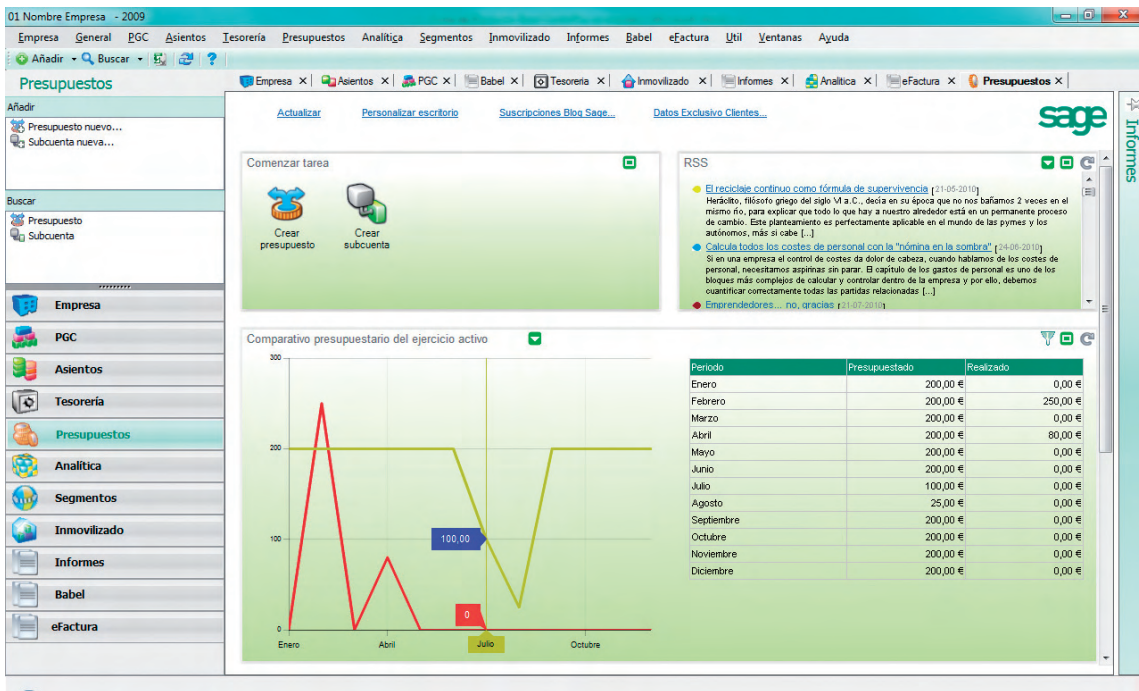 01 Nombre Empresa - 2009
Empresa General PGC Asientos Tesorería Presupuestos Analítica Segmentos Inmovilizado Informes Babel eFactura Util Ventanas Ayuda
Añadir Buscar
Presupuestos
Empresa X Asientos X PGC X Babel X Tesoreria X Inmovilizado X Informes X Analitica X eFactura X Presupuestos X
Añadir
Presupuesto nuevo...
Subcuenta nueva...
Buscar
Presupuesto
Subcuenta
Empresa
PGC
Asientos
Tesorería
Presupuestos
Analítica
Segmentos
Inmovilizado
Informes
Babel
eFactura
Actualizar Personalizar escritorio Suscripciones Blog Sage... Datos Exclusivo Clientes...
sage
Informes
Comenzar tarea
Crear presupuesto
Crear subcuenta
RSS
El reciclaje continuo como fórmula de supervivencia [21-05-2010]
Heráclito, filósofo griego del siglo VI a.C., decía en su época que no nos bañamos 2 veces en el
mismo río, para explicar que todo lo que hay a nuestro alrededor está en un permanente proceso
de cambio. Este planteamiento es perfectamente aplicable en el mundo de las pymes y los
autónomos, más si cabe [...]
Calcula todos los costes de personal con la "nómina en la sombra" [24-06-2010]
Si en una empresa el control de costes da dolor de cabeza, cuando hablamos de los costes de
personal, necesitamos aspirinas sin parar. El capítulo de los gastos de personal es uno de los
bloques más complejos de calcular y controlar dentro de la empresa y por ello, debemos
cuantificar correctamente todas las partidas relacionadas [...]
Emprendedores... no, gracias [21-07-2010]
Comparativo presupuestario del ejercicio activo
300
200
100
0
100,00
0
Enero Abril Julio Octubre
Periodo Presupuestado Realizado
Enero 200,00 € 0,00 €
Febrero 200,00 € 250,00 €
Marzo 200,00 € 0,00 €
Abril 200,00 € 80,00 €
Mayo 200,00 € 0,00 €
Junio 200,00 € 0,00 €
Julio 100,00 € 0,00 €
Agosto 25,00 € 0,00 €
Septiembre 200,00 € 0,00 €
Octubre 200,00 € 0,00 €
Noviembre 200,00 € 0,00 €
Diciembre 200,00 € 0,00 €